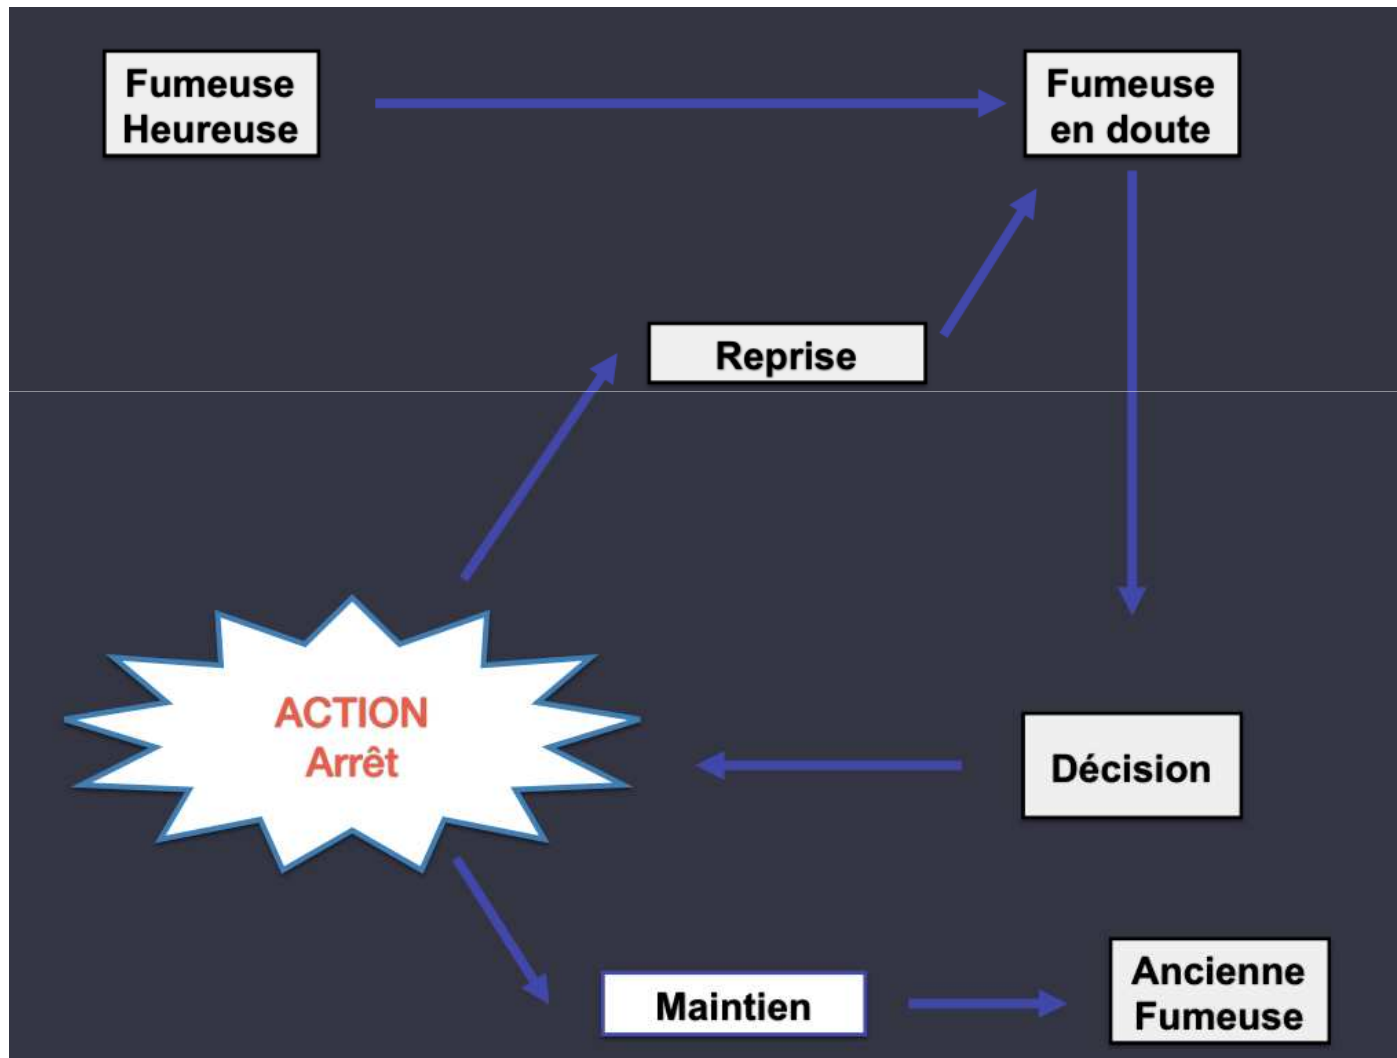 Fumeuse
Heureuse
Fumeuse
en doute
Reprise
ACTION
Arrêt
Décision
Maintien
Ancienne
Fumeuse